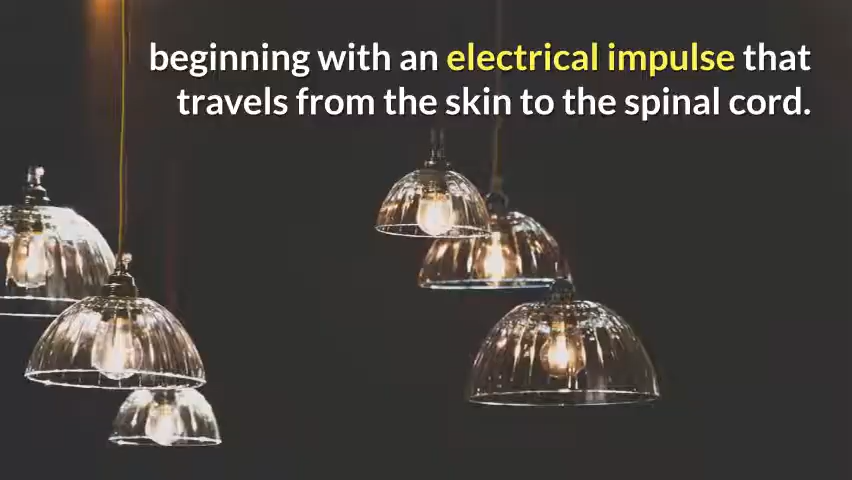 beginning with an electrical impulse that
travels from the skin to the spinal cord.